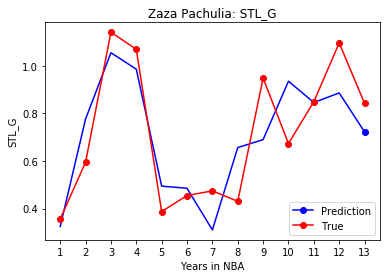 Zaza Pachulia: STL_G
STL_G
1.0
0.8
0.6
0.4
Prediction
True
1 2 3 4 5 6 7 8 9 10 11 12 13
Years in NBA